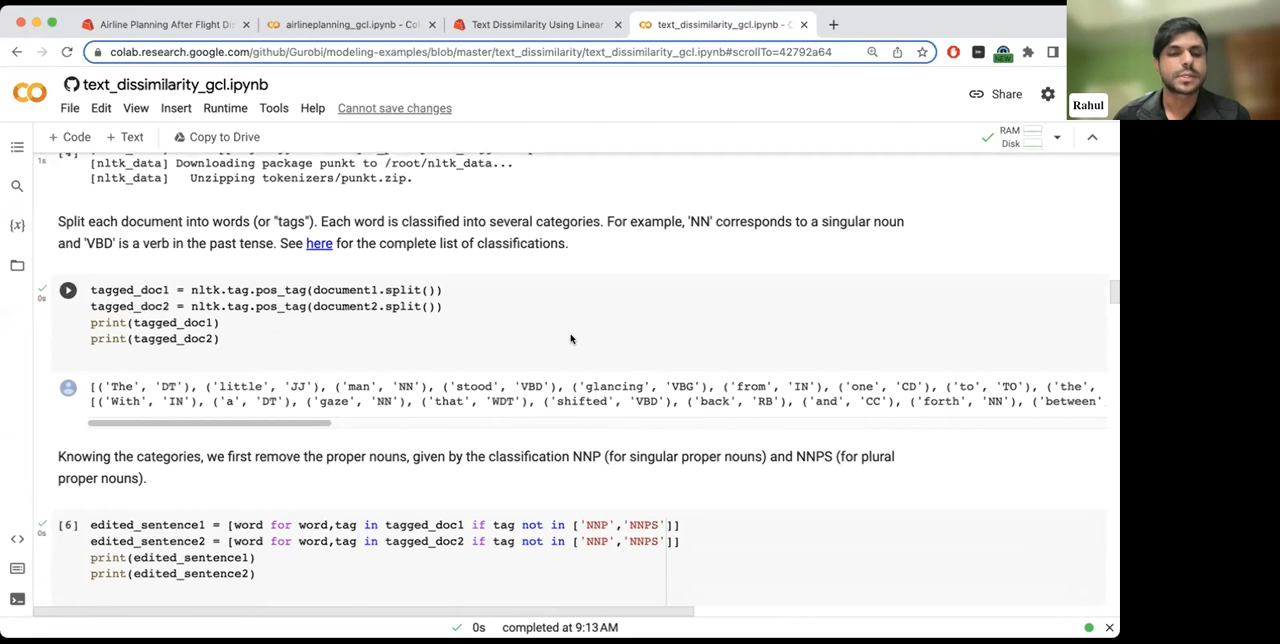 Airline Planning After Flight Di
airlineplanning_gcl.ipynb - Col
Text Dissimilarity Using Linear
text_dissimilarity_gcl.ipynb - C
colab.research.google.com/github/Gurobi/modeling-examples/blob/master/text_dissimilarity/text_dissimilarity_gcl.ipynb#scrollTo=42792a64
NEW
text_dissimilarity_gcl.ipynb
File Edit View Insert Runtime Tools Help Cannot save changes
Share
Rahul
+ Code + Text Copy to Drive
RAM
Disk
1s
[nltk_data] Downloading package punkt to /root/nltk_data...
[nltk_data]   Unzipping tokenizers/punkt.zip.
Split each document into words (or "tags"). Each word is classified into several categories. For example, 'NN' corresponds to a singular noun
and 'VBD' is a verb in the past tense. See here for the complete list of classifications.
0s
tagged_doc1 = nltk.tag.pos_tag(document1.split())
tagged_doc2 = nltk.tag.pos_tag(document2.split())
print(tagged_doc1)
print(tagged_doc2)
[('The', 'DT'), ('little', 'JJ'), ('man', 'NN'), ('stood', 'VBD'), ('glancing', 'VBG'), ('from', 'IN'), ('one', 'CD'), ('to', 'TO'), ('the',
[('With', 'IN'), ('a', 'DT'), ('gaze', 'NN'), ('that', 'WDT'), ('shifted', 'VBD'), ('back', 'RB'), ('and', 'CC'), ('forth', 'NN'), ('between'
Knowing the categories, we first remove the proper nouns, given by the classification NNP (for singular proper nouns) and NNPS (for plural
proper nouns).
0s
[6] edited_sentence1 = [word for word,tag in tagged_doc1 if tag not in ['NNP','NNPS']]
edited_sentence2 = [word for word,tag in tagged_doc2 if tag not in ['NNP','NNPS']]
print(edited_sentence1)
print(edited_sentence2)
0s completed at 9:13 AM